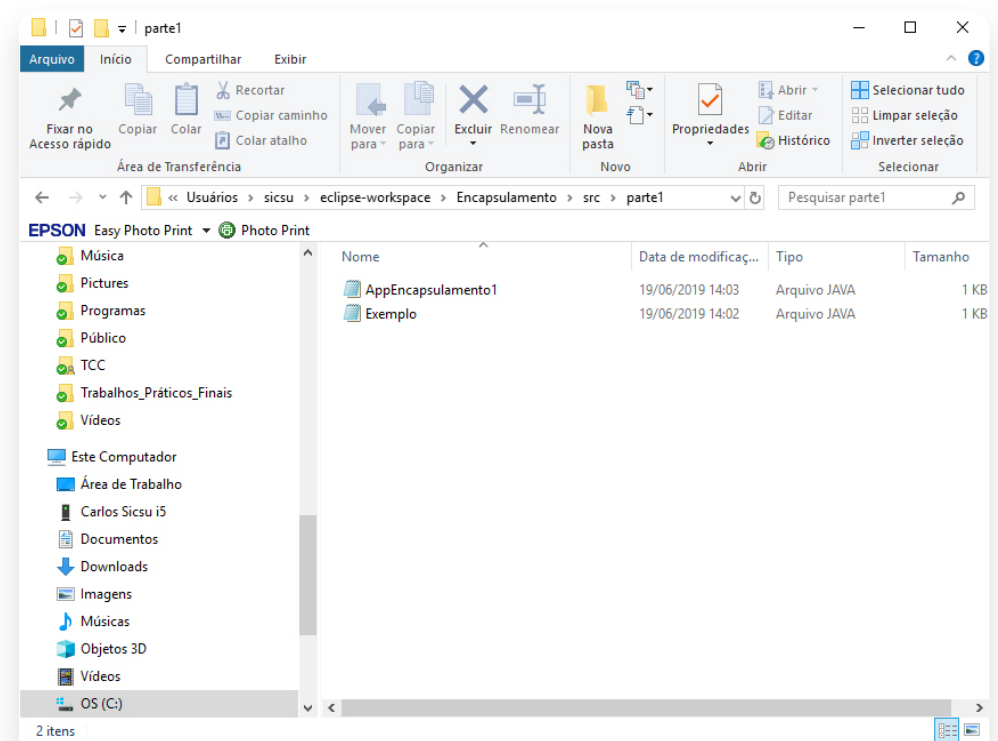 parte1
Arquivo Início Compartilhar Exibir
Fixar no Acesso rápido
Copiar
Colar
Recortar
Copiar caminho
Colar atalho
Área de Transferência
Mover para
Copiar para
Excluir
Renomear
Organizar
Nova pasta
Novo
Propriedades
Abrir
Editar
Histórico
Abrir
Selecionar tudo
Limpar seleção
Inverter seleção
Selecionar
« Usuários › sicsu › eclipse-workspace › Encapsulamento › src › parte1
Pesquisar parte1
EPSON Easy Photo Print Photo Print
Música
Pictures
Programas
Público
TCC
Trabalhos_Práticos_Finais
Vídeos
Este Computador
Área de Trabalho
Carlos Sicsu i5
Documentos
Downloads
Imagens
Músicas
Objetos 3D
Vídeos
OS (C:)
Nome Data de modificaç... Tipo Tamanho
AppEncapsulamento1 19/06/2019 14:03 Arquivo JAVA 1 KB
Exemplo 19/06/2019 14:02 Arquivo JAVA 1 KB
2 itens